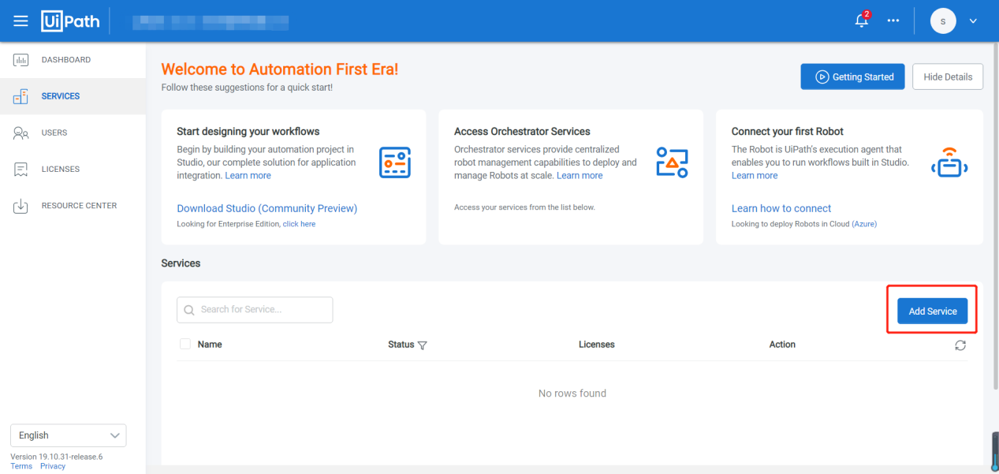 UiPath
2
s
DASHBOARD
SERVICES
USERS
LICENSES
RESOURCE CENTER
Welcome to Automation First Era!
Follow these suggestions for a quick start!
Getting Started
Hide Details
Start designing your workflows
Begin by building your automation project in
Studio, our complete solution for application
integration. Learn more
Download Studio (Community Preview)
Looking for Enterprise Edition, click here
Access Orchestrator Services
Orchestrator services provide centralized
robot management capabilities to deploy and
manage Robots at scale. Learn more
Access your services from the list below.
Connect your first Robot
The Robot is UiPath's execution agent that
enables you to run workflows built in Studio.
Learn more
Learn how to connect
Looking to deploy Robots in Cloud (Azure)
Services
Search for Service...
Add Service
Name Status Licenses Action
No rows found
English
Version 19.10.31-release.6
Terms Privacy